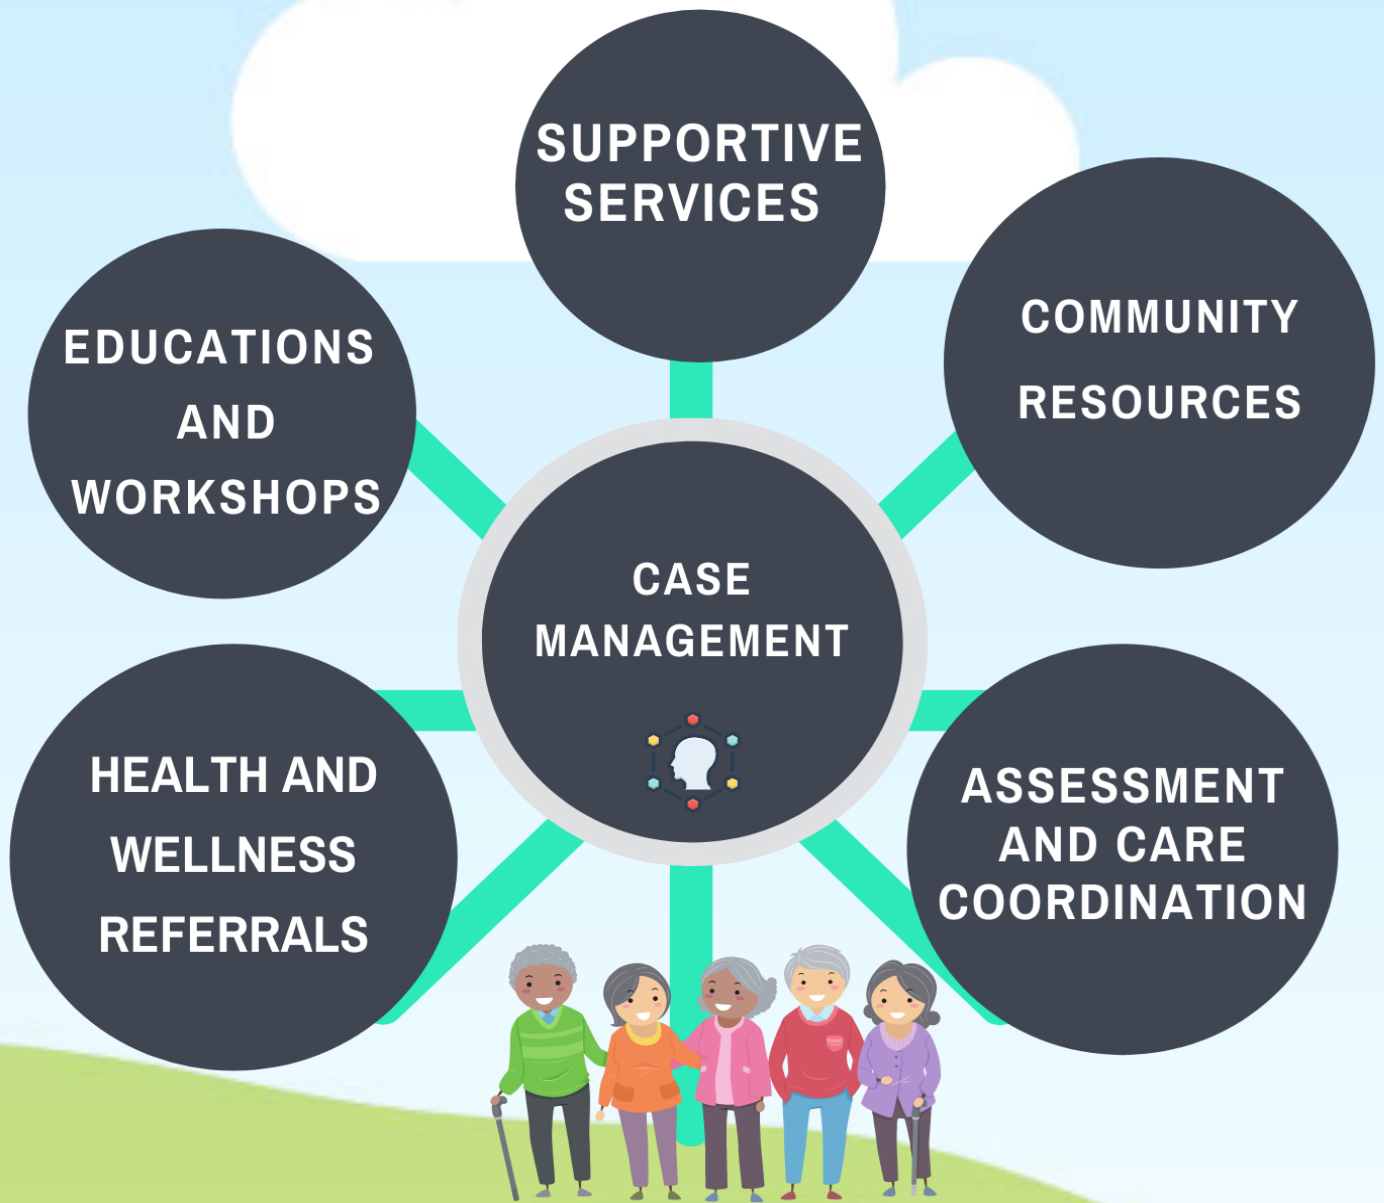 SUPPORTIVE
SERVICES
COMMUNITY
RESOURCES
EDUCATIONS
AND
WORKSHOPS
CASE
MANAGEMENT
HEALTH AND
WELLNESS
REFERRALS
ASSESSMENT
AND CARE
COORDINATION